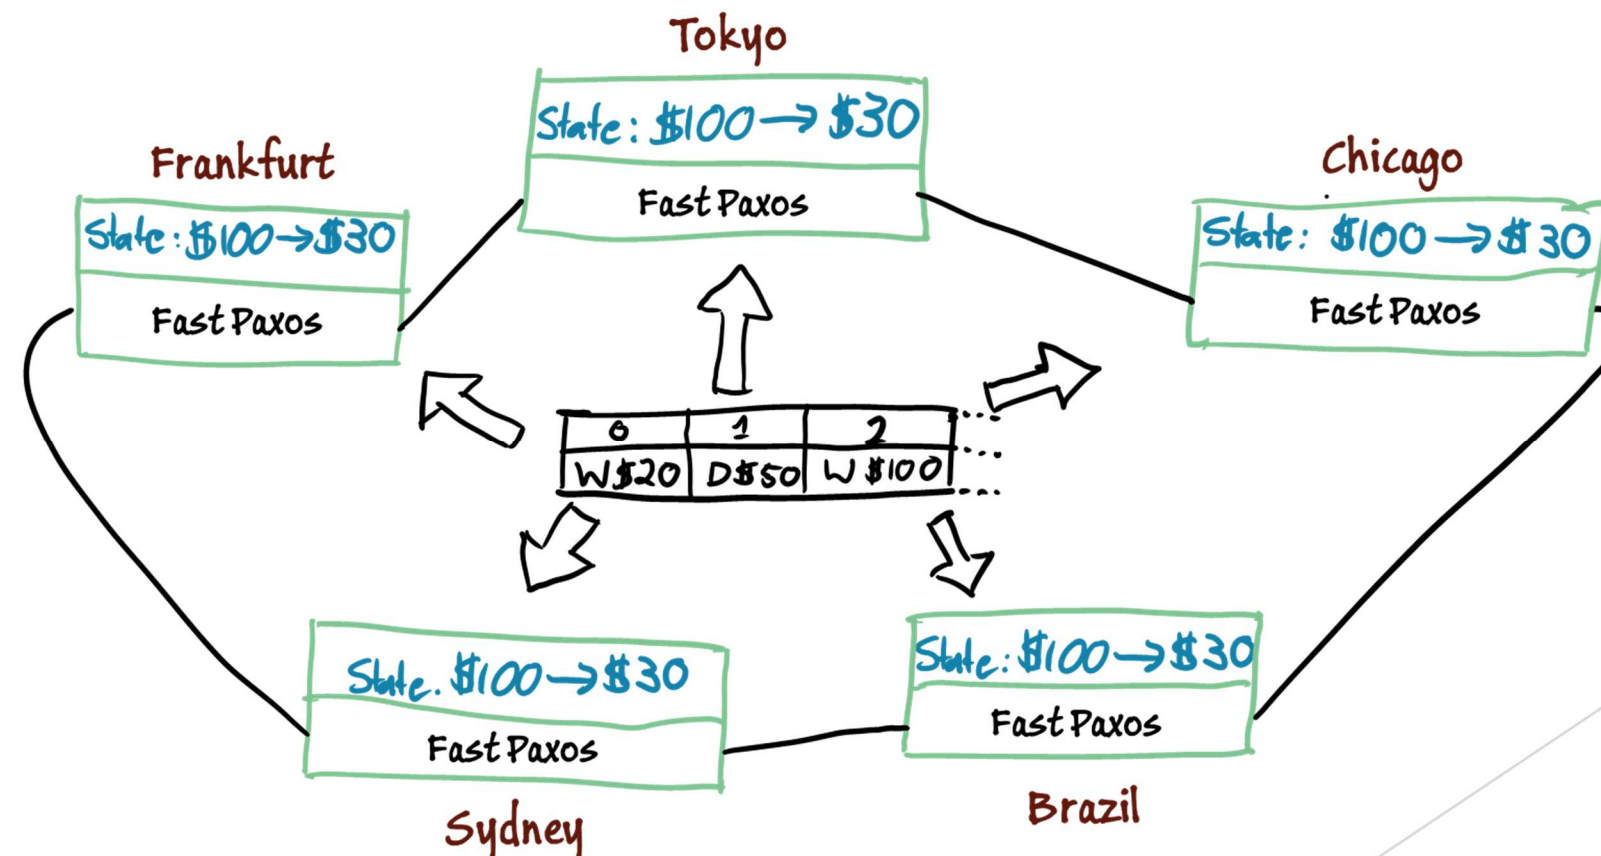 Tokyo
State: $100 → $30
Fast Paxos
Frankfurt
State: $100 → $30
Fast Paxos
Chicago
State: $100 → $30
Fast Paxos
0 1 2
W$20 D$50 W $100
State. $100 → $30
Fast Paxos
Sydney
State: $100 → $30
Fast Paxos
Brazil